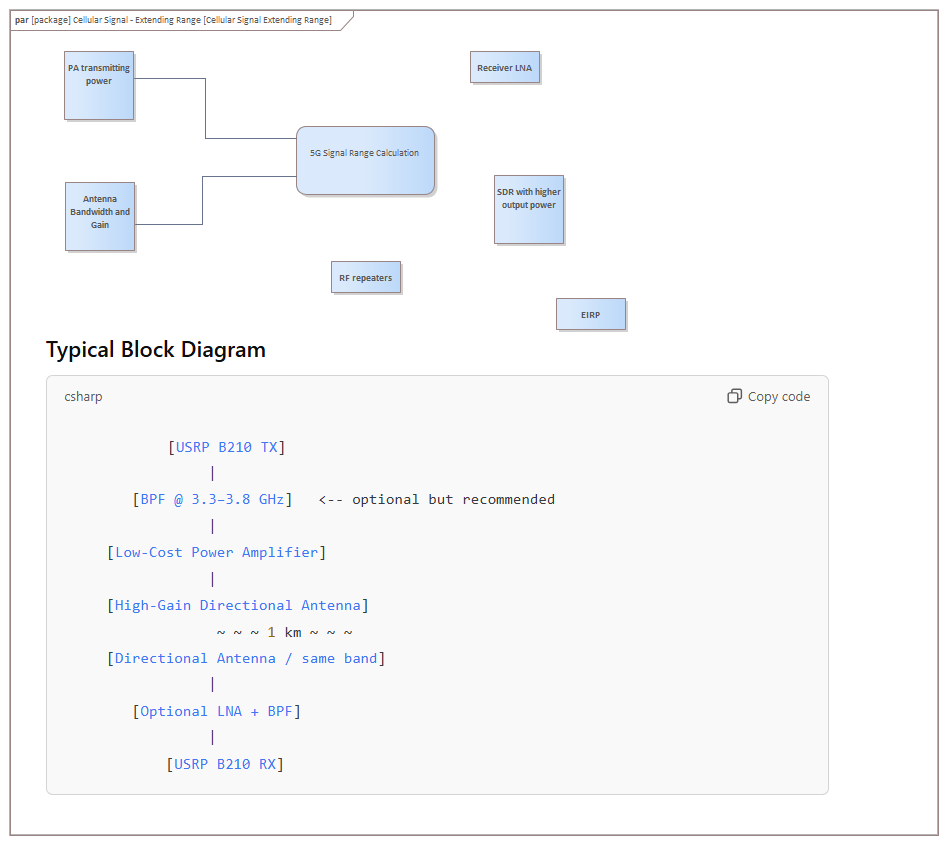 par [package] Cellular Signal - Extending Range [Cellular Signal Extending Range]
PA transmitting
power
Receiver LNA
5G Signal Range Calculation
Antenna
Bandwidth and
Gain
SDR with higher
output power
RF repeaters
EIRP
Typical Block Diagram
csharp
Copy code
[USRP B210 TX]
|
[BPF @ 3.3–3.8 GHz] <-- optional but recommended
|
[Low-Cost Power Amplifier]
|
[High-Gain Directional Antenna]
~ ~ ~ 1 km ~ ~ ~
[Directional Antenna / same band]
|
[Optional LNA + BPF]
|
[USRP B210 RX]